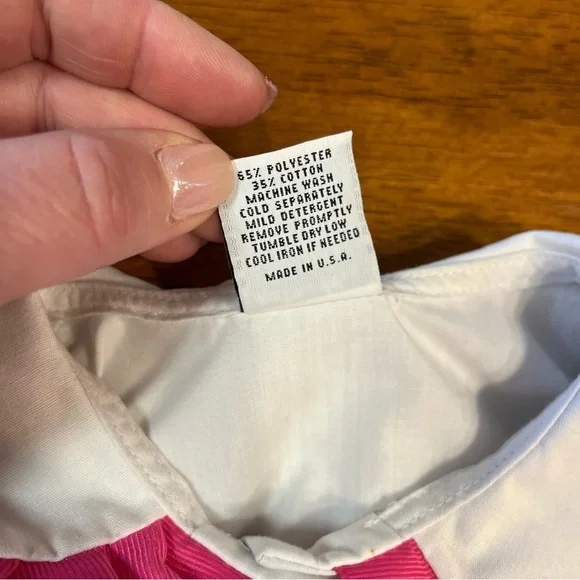 65% POLYESTER
35% COTTON
MACHINE WASH
COLD SEPARATELY
MILD DETERGENT
REMOVE PROMPTLY
TUMBLE DRY LOW
COOL IRON IF NEEDED
MADE IN U.S.A.